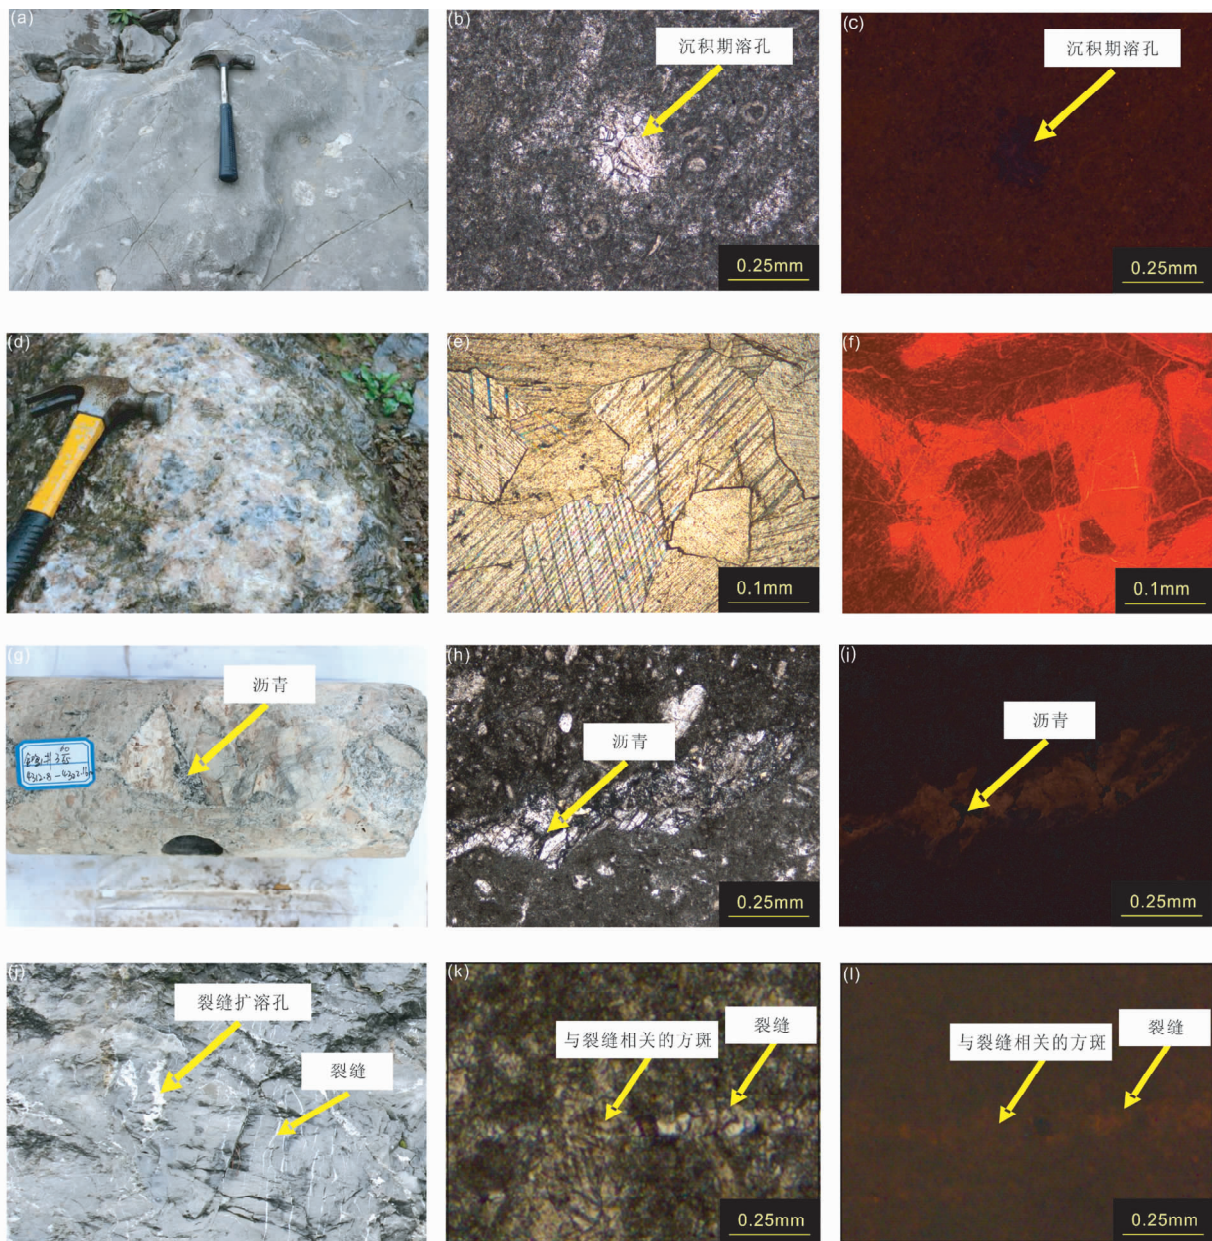 (a)
(b)
沉积期溶孔
0.25mm
(c)
沉积期溶孔
0.25mm
(d)
(e)
0.1mm
(f)
0.1mm
(g)
沥青
(h)
沥青
0.25mm
(i)
沥青
0.25mm
(j)
裂缝扩溶孔
裂缝
(k)
与裂缝相关的方斑
裂缝
0.25mm
(l)
与裂缝相关的方斑
裂缝
0.25mm